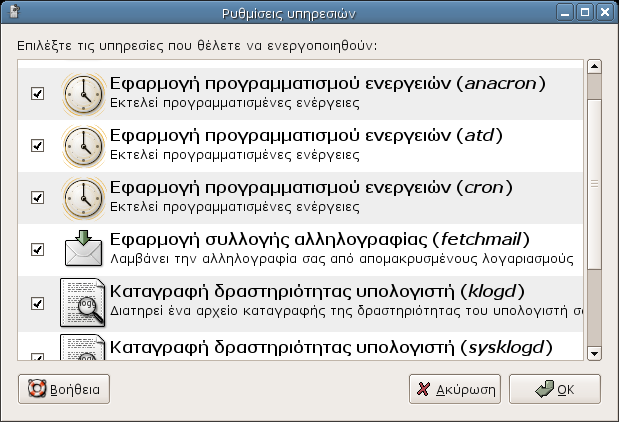 Ρυθμίσεις υπηρεσιών
Επιλέξτε τις υπηρεσίες που θέλετε να ενεργοποιηθούν:
Εφαρμογή προγραμματισμού ενεργειών (anacron)
Εκτελεί προγραμματισμένες ενέργειες
Εφαρμογή προγραμματισμού ενεργειών (atd)
Εκτελεί προγραμματισμένες ενέργειες
Εφαρμογή προγραμματισμού ενεργειών (cron)
Εκτελεί προγραμματισμένες ενέργειες
Εφαρμογή συλλογής αλληλογραφίας (fetchmail)
Λαμβάνει την αλληλογραφία σας από απομακρυσμένους λογαριασμούς
Καταγραφή δραστηριότητας υπολογιστή (klogd)
Διατηρεί ένα αρχείο καταγραφής της δραστηριότητας του υπολογιστή
Καταγραφή δραστηριότητας υπολογιστή (sysklogd)
Βοήθεια
Ακύρωση
OK